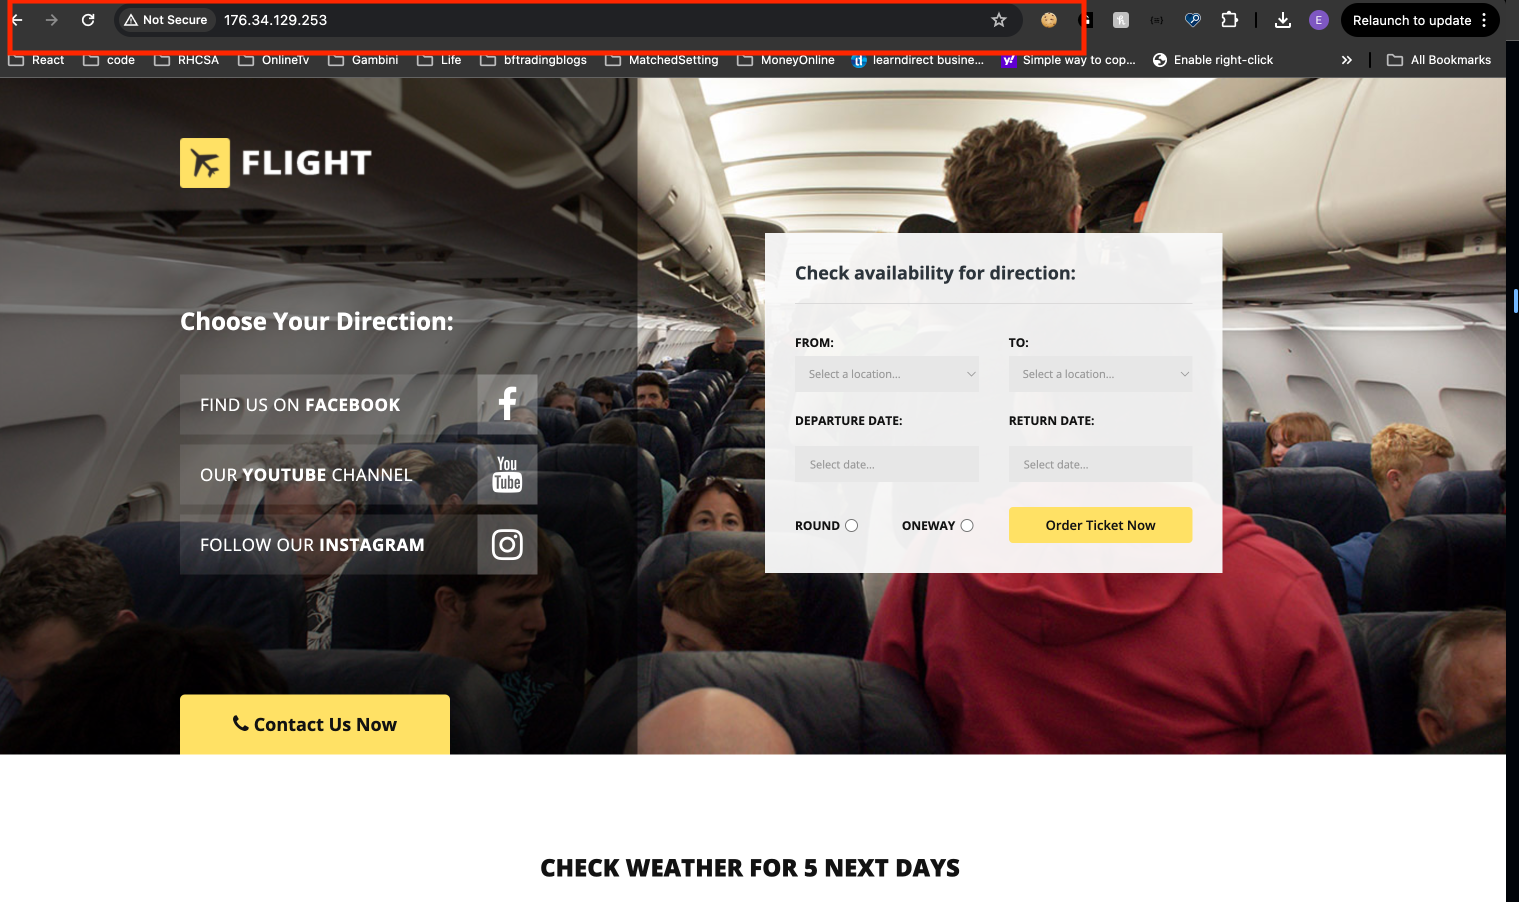 Not Secure 176.34.129.253
E
Relaunch to update
React code RHCSA OnlineTv Gambini Life bftradingblogs MatchedSetting MoneyOnline learndirect busine... Simple way to cop... Enable right-click » All Bookmarks
FLIGHT
Choose Your Direction:
FIND US ON FACEBOOK
OUR YOUTUBE CHANNEL
You
Tube
FOLLOW OUR INSTAGRAM
Contact Us Now
Check availability for direction:
FROM: TO:
Select a location... Select a location...
DEPARTURE DATE: RETURN DATE:
Select date... Select date...
ROUND ONEWAY Order Ticket Now
CHECK WEATHER FOR 5 NEXT DAYS